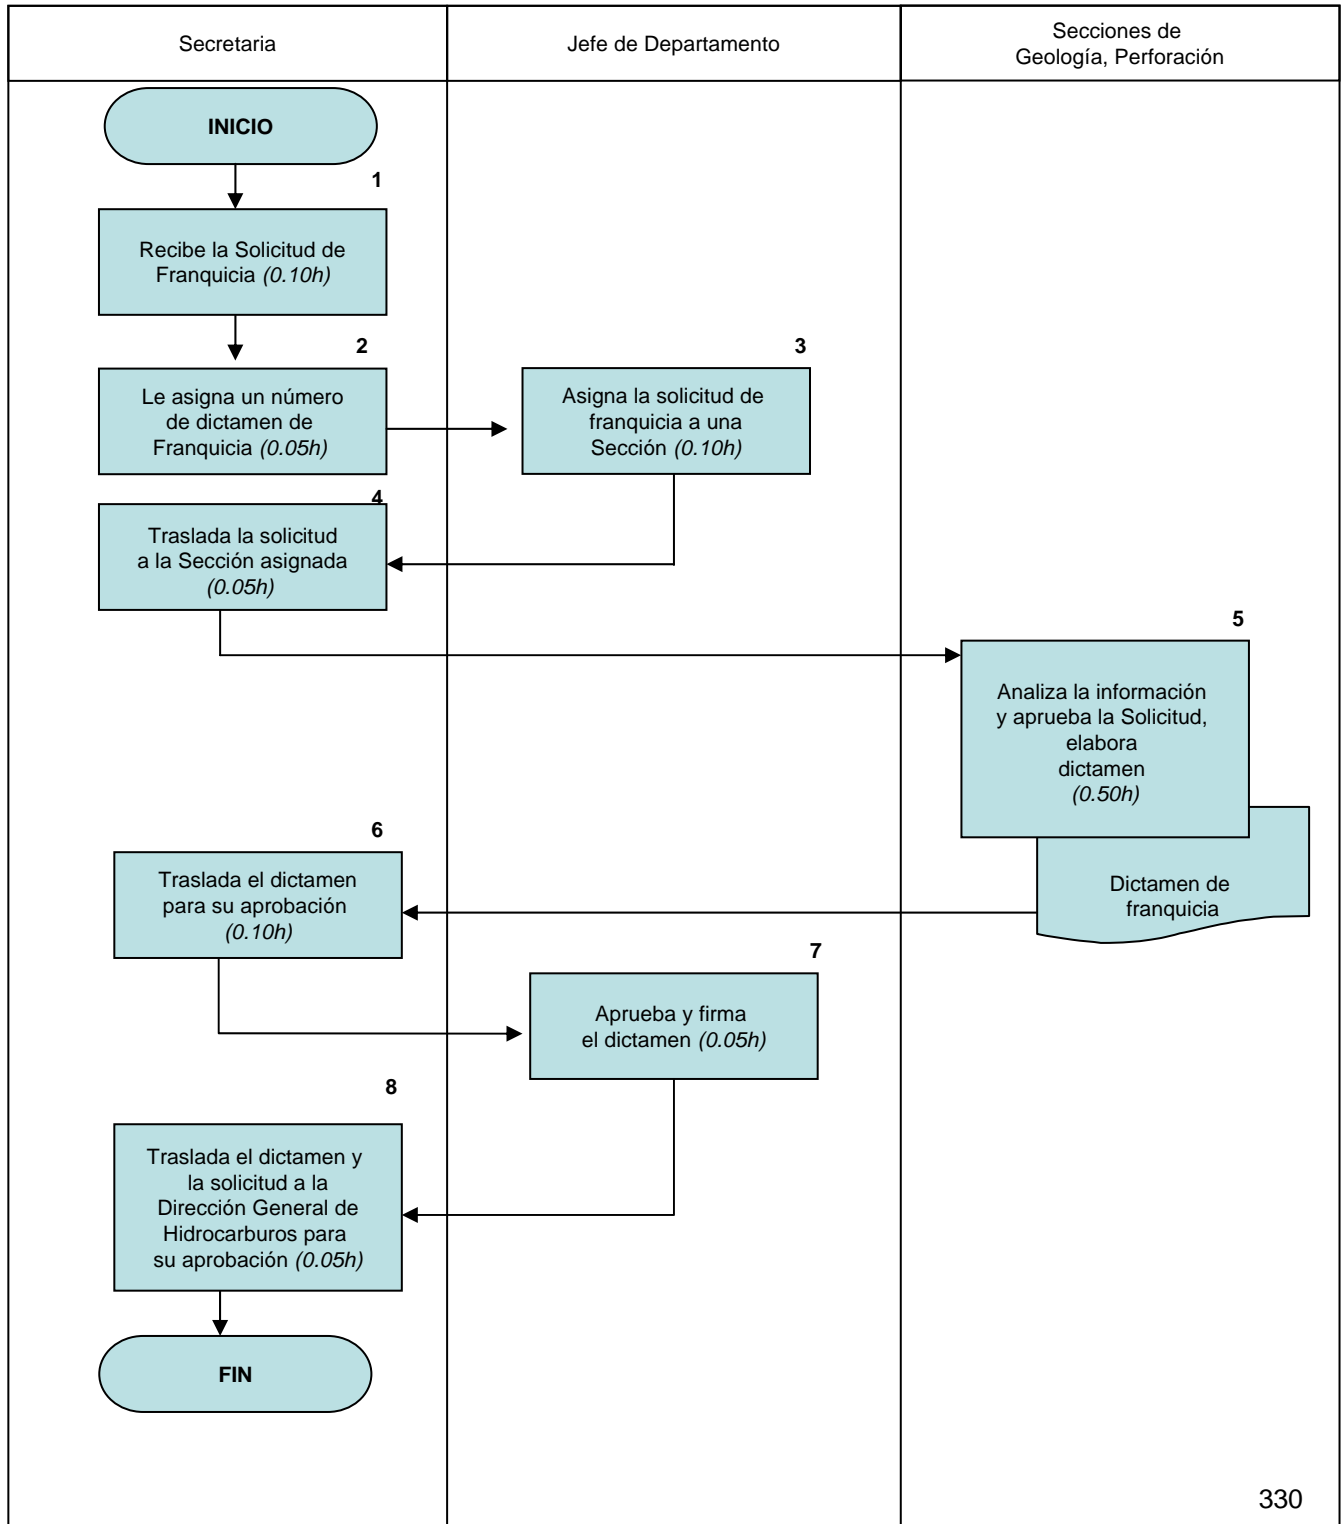 Secretaria
Jefe de Departamento
Secciones de
Geología, Perforación
INICIO
1
Recibe la Solicitud de
Franquicia (0.10h)
2
Le asigna un número
de dictamen de
Franquicia (0.05h)
3
Asigna la solicitud de
franquicia a una
Sección (0.10h)
4
Traslada la solicitud
a la Sección asignada
(0.05h)
5
Analiza la información
y aprueba la Solicitud,
elabora
dictamen
(0.50h)
Dictamen de
franquicia
6
Traslada el dictamen
para su aprobación
(0.10h)
7
Aprueba y firma
el dictamen (0.05h)
8
Traslada el dictamen y
la solicitud a la
Dirección General de
Hidrocarburos para
su aprobación (0.05h)
FIN
330